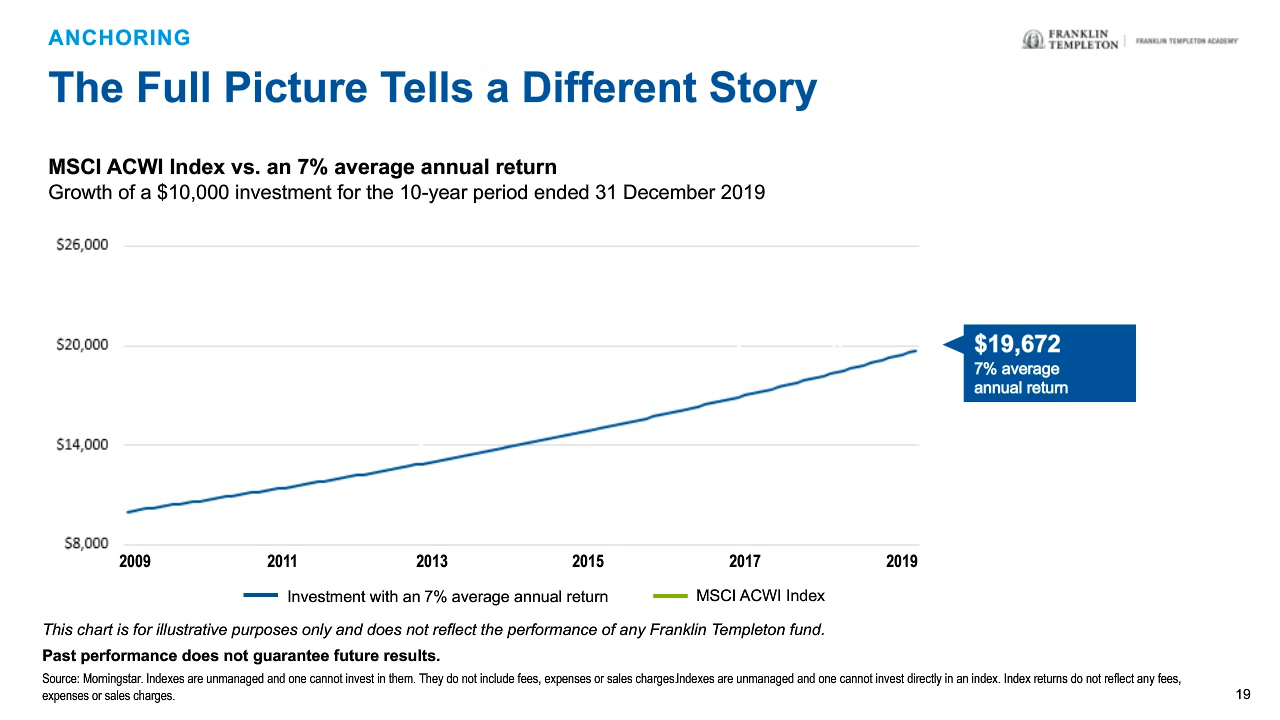 ANCHORING
FRANKLIN
TEMPLETON
FRANKLIN TEMPLETON ACADEMY
The Full Picture Tells a Different Story
MSCI ACWI Index vs. an 7% average annual return
Growth of a $10,000 investment for the 10-year period ended 31 December 2019
$26,000
$20,000
$14,000
$8,000
$19,672
7% average
annual return
2009 2011 2013 2015 2017 2019
Investment with an 7% average annual return MSCI ACWI Index
This chart is for illustrative purposes only and does not reflect the performance of any Franklin Templeton fund.
Past performance does not guarantee future results.
Source: Morningstar. Indexes are unmanaged and one cannot invest in them. They do not include fees, expenses or sales charges.Indexes are unmanaged and one cannot invest directly in an index. Index returns do not reflect any fees,
expenses or sales charges.
19